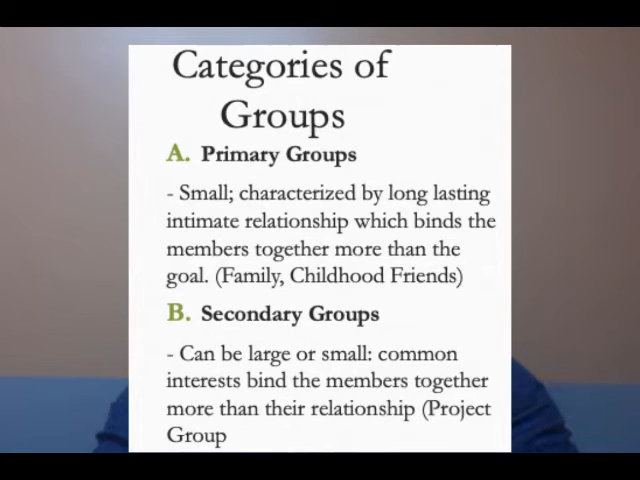 Categories of
Groups
A. Primary Groups
- Small; characterized by long lasting
intimate relationship which binds the
members together more than the
goal. (Family, Childhood Friends)
B. Secondary Groups
- Can be large or small: common
interests bind the members together
more than their relationship (Project
Group